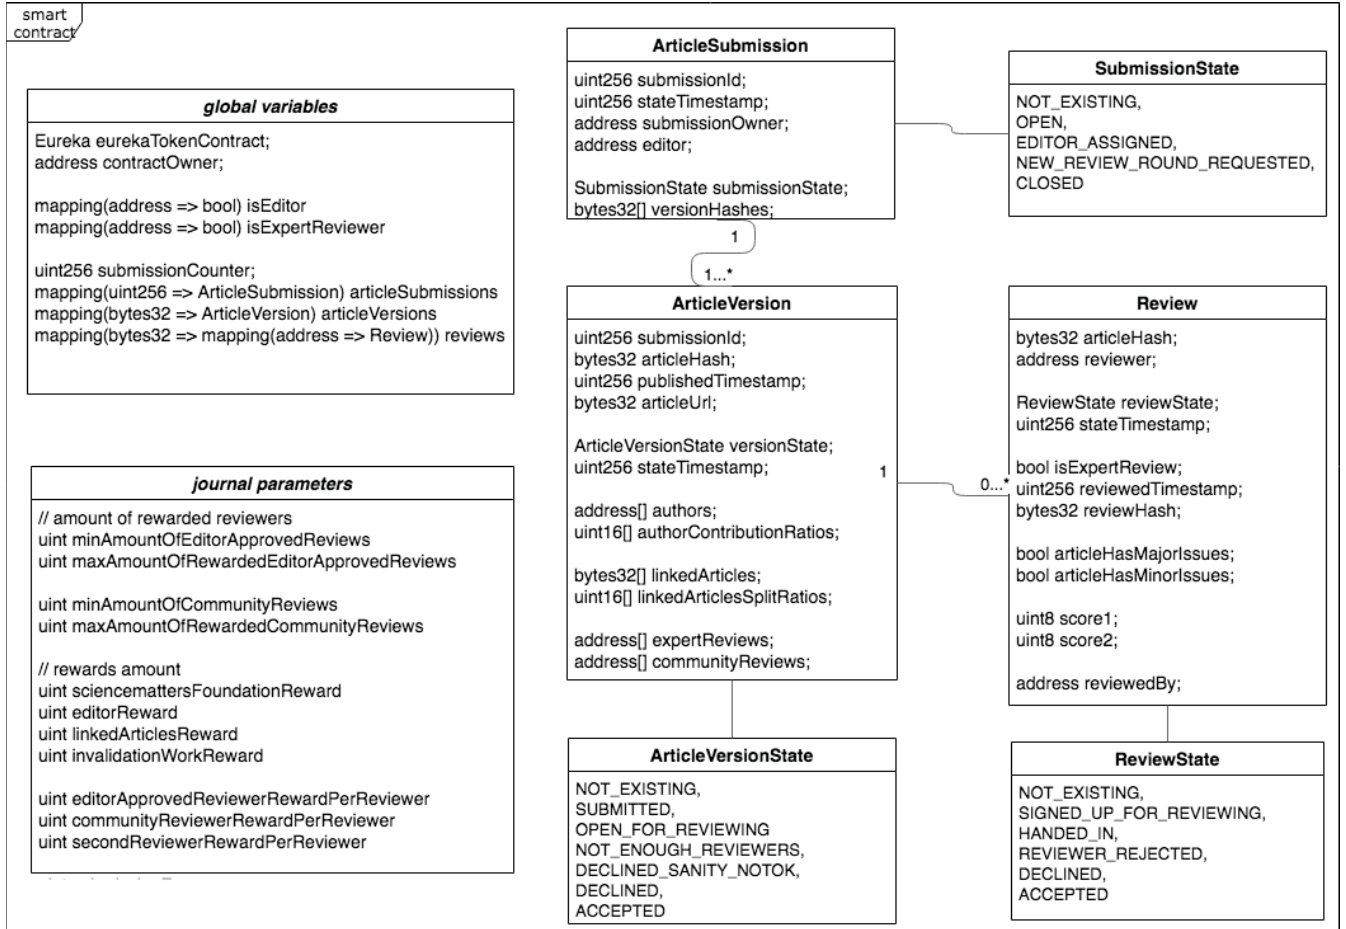 smart
contract
global variables
Eureka eurekaTokenContract;
address contractOwner;
mapping(address => bool) isEditor
mapping(address => bool) isExpertReviewer
uint256 submissionCounter;
mapping(uint256 => ArticleSubmission) articleSubmissions
mapping(bytes32 => ArticleVersion) articleVersions
mapping(bytes32 => mapping(address => Review)) reviews
journal parameters
// amount of rewarded reviewers
uint minAmountOfEditorApprovedReviews
uint maxAmountOfRewardedEditorApprovedReviews
uint minAmountOfCommunityReviews
uint maxAmountOfRewardedCommunityReviews
// rewards amount
uint sciencemattersFoundationReward
uint editorReward
uint linkedArticlesReward
uint invalidationWorkReward
uint editorApprovedReviewerRewardPerReviewer
uint communityReviewerRewardPerReviewer
uint secondReviewerRewardPerReviewer
ArticleSubmission
uint256 submissionId;
uint256 stateTimestamp;
address submissionOwner;
address editor;
SubmissionState submissionState;
bytes32[] versionHashes;
1
1...*
ArticleVersion
uint256 submissionId;
bytes32 articleHash;
uint256 publishedTimestamp;
bytes32 articleUrl;
ArticleVersionState versionState;
uint256 stateTimestamp;
address[] authors;
uint16[] authorContributionRatios;
bytes32[] linkedArticles;
uint16[] linkedArticlesSplitRatios;
address[] expertReviews;
address[] communityReviews;
1
0...*
ArticleVersionState
NOT_EXISTING,
SUBMITTED,
OPEN_FOR_REVIEWING
NOT_ENOUGH_REVIEWERS,
DECLINED_SANITY_NOTOK,
DECLINED,
ACCEPTED
SubmissionState
NOT_EXISTING,
OPEN,
EDITOR_ASSIGNED,
NEW_REVIEW_ROUND_REQUESTED,
CLOSED
Review
bytes32 articleHash;
address reviewer;
ReviewState reviewState;
uint256 stateTimestamp;
bool isExpertReview;
uint256 reviewedTimestamp;
bytes32 reviewHash;
bool articleHasMajorIssues;
bool articleHasMinorIssues;
uint8 score1;
uint8 score2;
address reviewedBy;
ReviewState
NOT_EXISTING,
SIGNED_UP_FOR_REVIEWING,
HANDED_IN,
REVIEWER_REJECTED,
DECLINED,
ACCEPTED